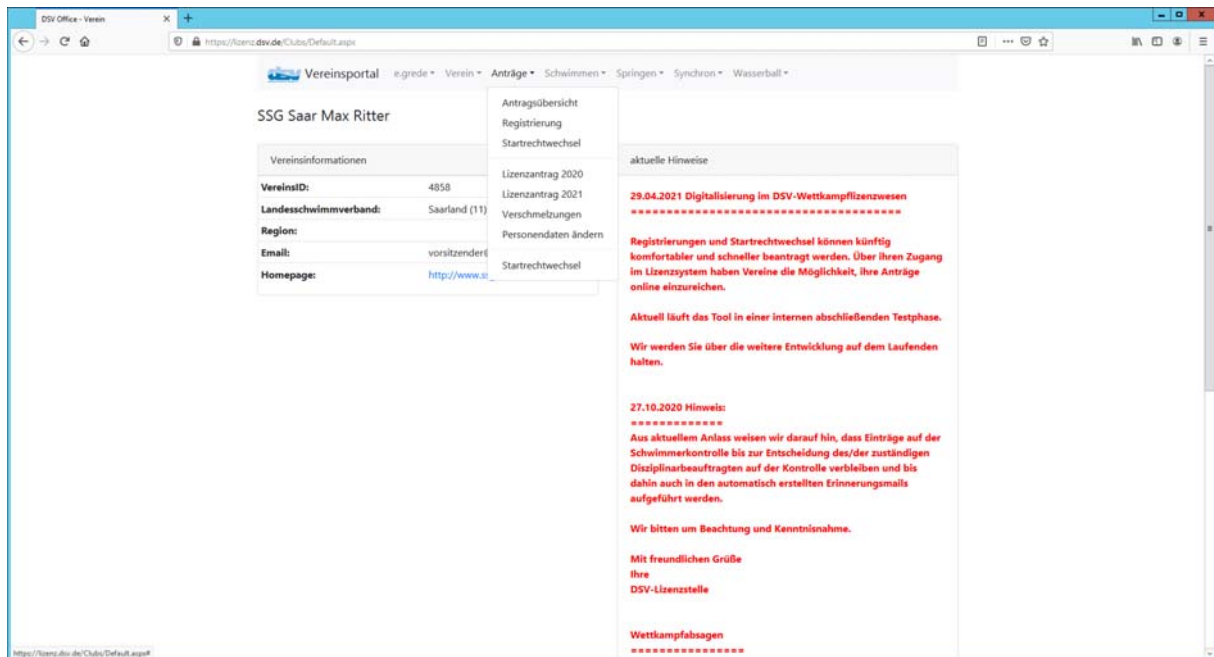 DSV Office - Verein
https://lizenz.dsv.de/Clubs/Default.aspx
Vereinsportal e.grede Verein Anträge Schwimmen Springen Synchron Wasserball
SSG Saar Max Ritter
Antragsübersicht
Registrierung
Startrechtwechsel
Lizenzantrag 2020
Lizenzantrag 2021
Verschmelzungen
Personendaten ändern
Startrechtwechsel
Vereinsinformationen
VereinsID: 4858
Landesschwimmverband: Saarland (11)
Region:
Email: vorsitzender
Homepage: http://www.s
aktuelle Hinweise
29.04.2021 Digitalisierung im DSV-Wettkampflizenzwesen
======================================
Registrierungen und Startrechtwechsel können künftig
komfortabler und schneller beantragt werden. Über ihren Zugang
im Lizenzsystem haben Vereine die Möglichkeit, ihre Anträge
online einzureichen.
Aktuell läuft das Tool in einer internen abschließenden Testphase.
Wir werden Sie über die weitere Entwicklung auf dem Laufenden
halten.
27.10.2020 Hinweis:
=============
Aus aktuellem Anlass weisen wir darauf hin, dass Einträge auf der
Schwimmerkontrolle bis zur Entscheidung des/der zuständigen
Disziplinarbeauftragten auf der Kontrolle verbleiben und bis
dahin auch in den automatisch erstellten Erinnerungsmails
aufgeführt werden.
Wir bitten um Beachtung und Kenntnisnahme.
Mit freundlichen Grüße
Ihre
DSV-Lizenzstelle
Wettkampfabsagen
================
https://lizenz.dsv.de/Clubs/Default.aspx#